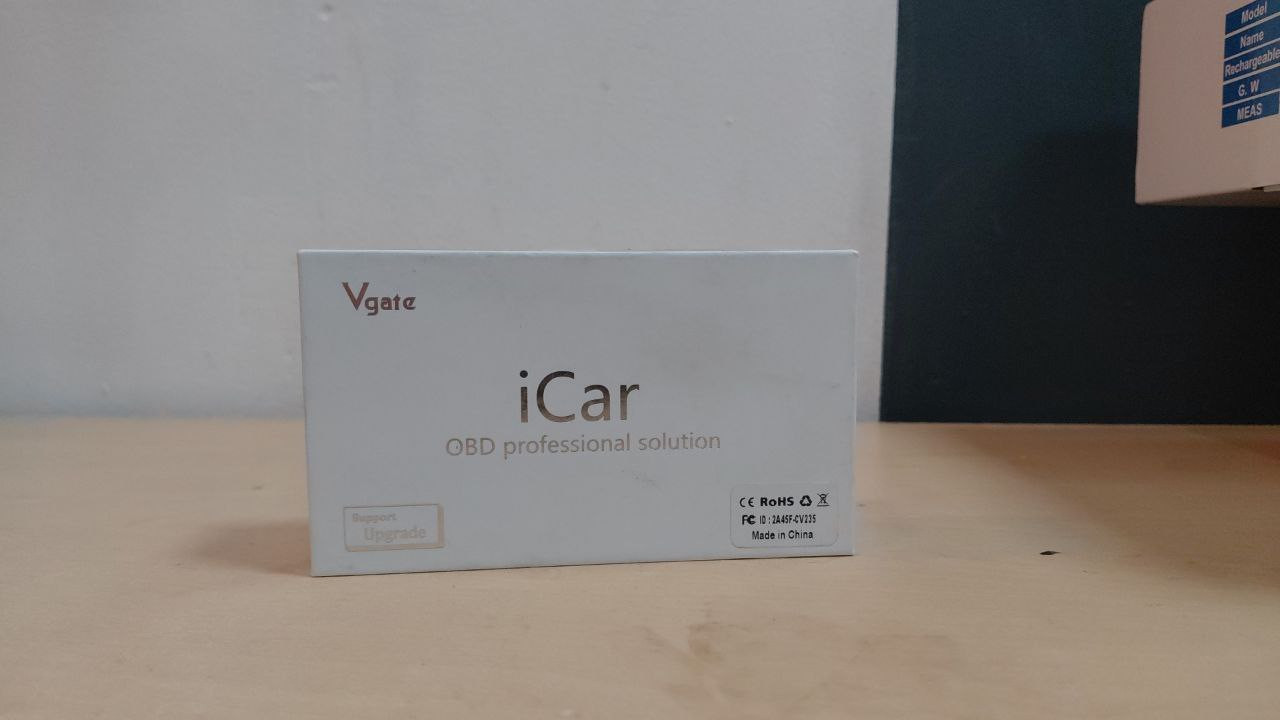 Vgate
iCar
OBD professional solution
Support
Upgrade
CE RoHS
FC ID : 2A45F-CV235
Made in China
Model
Name
Rechargeable
G. W
MEAS